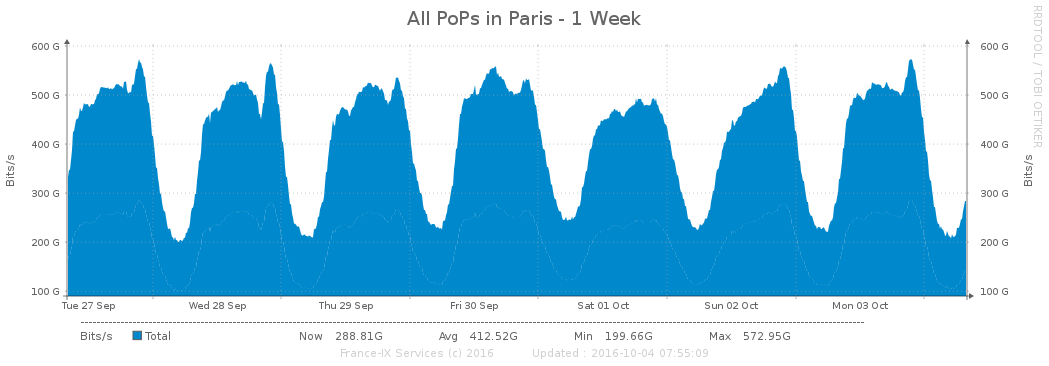 All PoPs in Paris - 1 Week
RRDTOOL / TOBI OETIKER
600 G 600 G
500 G 500 G
400 G 400 G
300 G 300 G
200 G 200 G
100 G 100 G
Bits/s
Bits/s
Tue 27 Sep Wed 28 Sep Thu 29 Sep Fri 30 Sep Sat 01 Oct Sun 02 Oct Mon 03 Oct
Bits/s Total Now 288.81G Avg 412.52G Min 199.66G Max 572.95G
France-IX Services (c) 2016 Updated : 2016-10-04 07:55:09